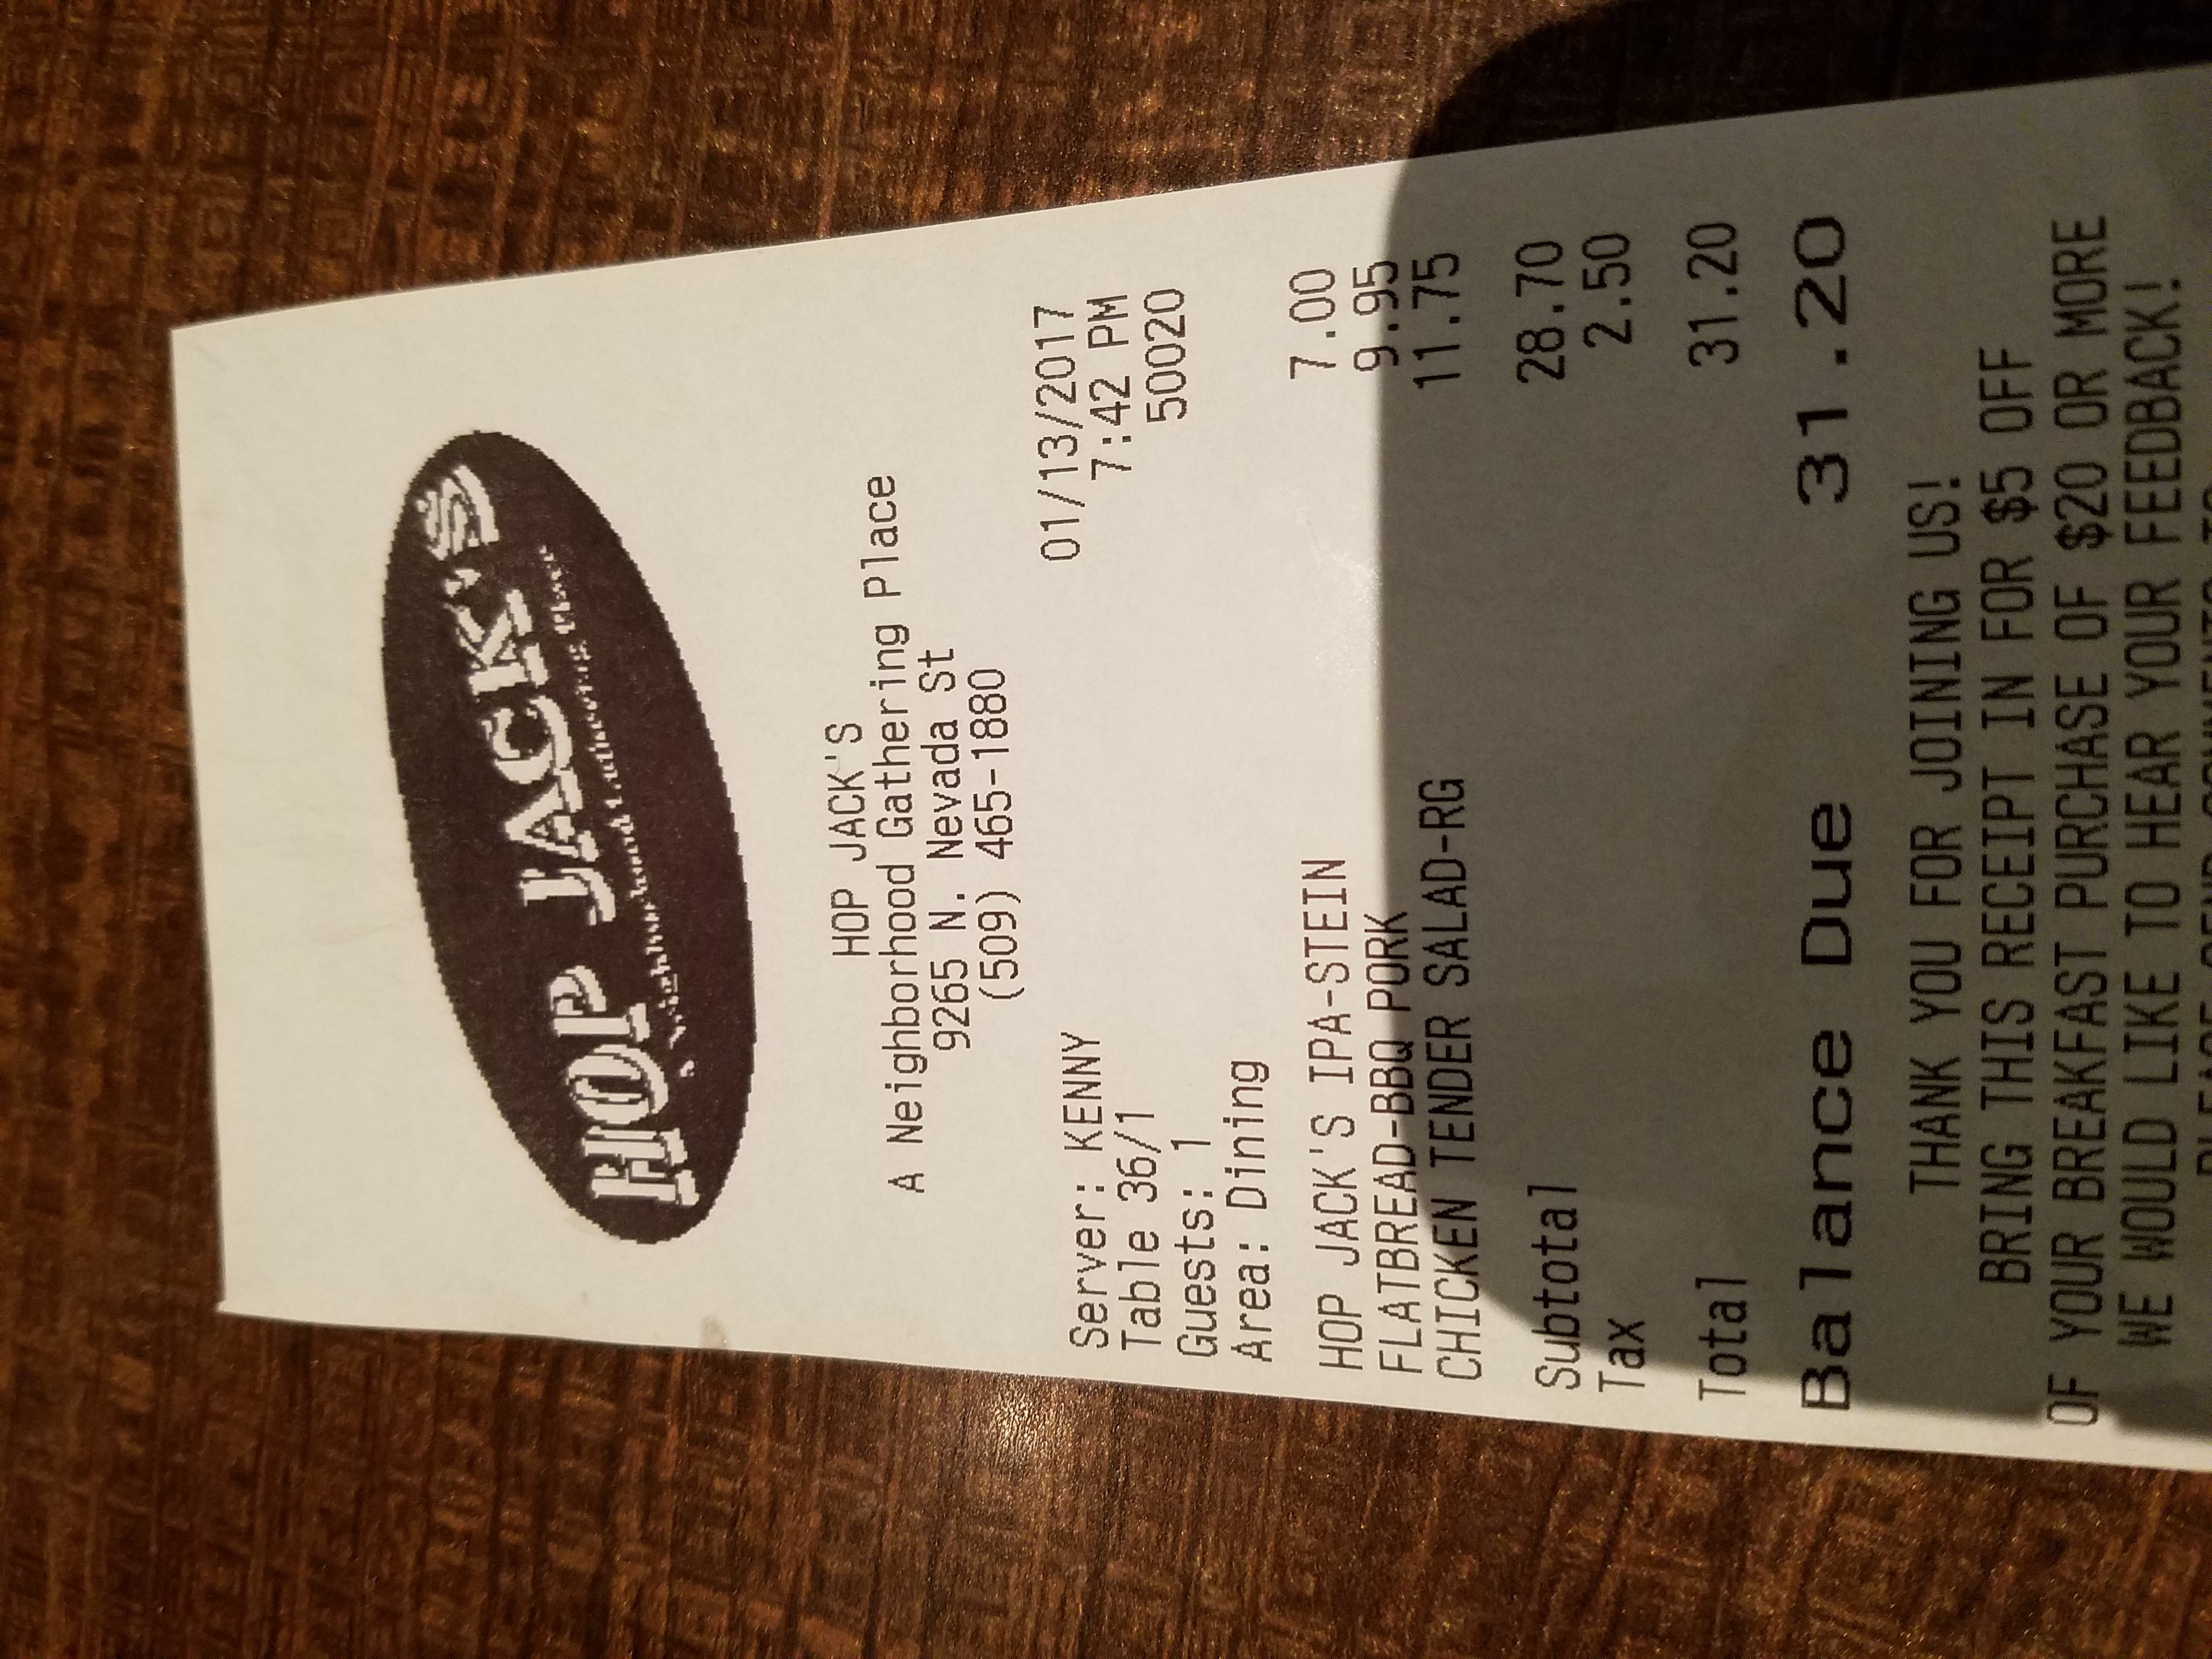 HOP JACK'S
A Neighborhood Gathering Place
HOP JACK'S
A Neighborhood Gathering Place
9265 N. Nevada St
(509) 465-1880
Server: KENNY 01/13/2017
Table 36/1 7:42 PM
Guests: 1 50020
Area: Dining
HOP JACK'S IPA-STEIN 7.00
FLATBREAD-BBQ PORK 9.95
CHICKEN TENDER SALAD-RG 11.75
Subtotal 28.70
Tax 2.50
Total 31.20
Balance Due 31.20
THANK YOU FOR JOINING US!
BRING THIS RECEIPT IN FOR $5 OFF
OF YOUR BREAKFAST PURCHASE OF $20 OR MORE
WE WOULD LIKE TO HEAR YOUR FEEDBACK!